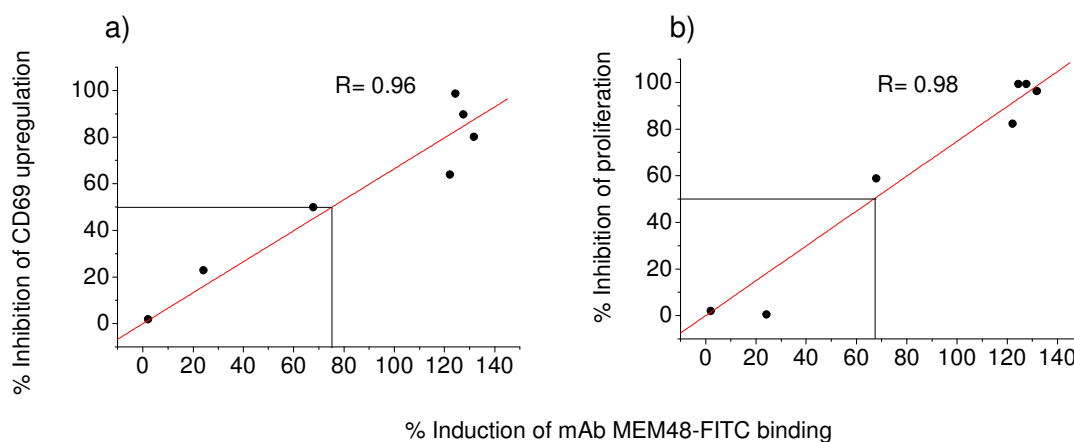 a)
% Inhibition of CD69 upregulation
R= 0.96
100
80
60
40
20
0
0 20 40 60 80 100 120 140
b)
% Inhibition of proliferation
R= 0.98
100
80
60
40
20
0
0 20 40 60 80 100 120 140
% Induction of mAb MEM48-FITC binding